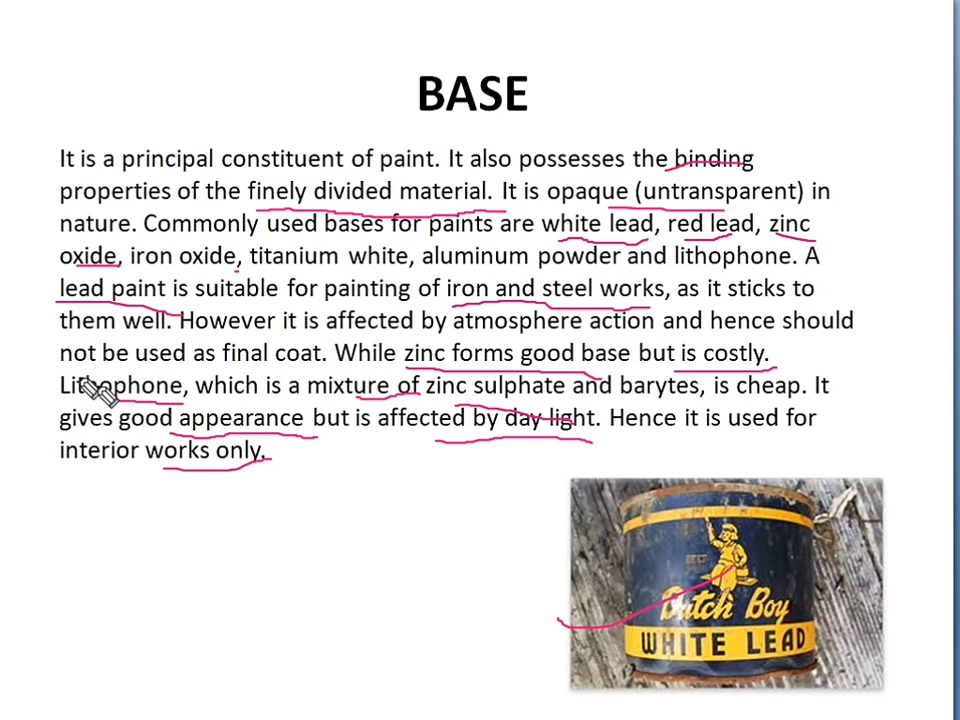 BASE
It is a principal constituent of paint. It also possesses the binding
properties of the finely divided material. It is opaque (untransparent) in
nature. Commonly used bases for paints are white lead, red lead, zinc
oxide, iron oxide, titanium white, aluminum powder and lithophone. A
lead paint is suitable for painting of iron and steel works, as it sticks to
them well. However it is affected by atmosphere action and hence should
not be used as final coat. While zinc forms good base but is costly.
Lithophone, which is a mixture of zinc sulphate and barytes, is cheap. It
gives good appearance but is affected by day light. Hence it is used for
interior works only.
Dutch Boy
WHITE LEAD